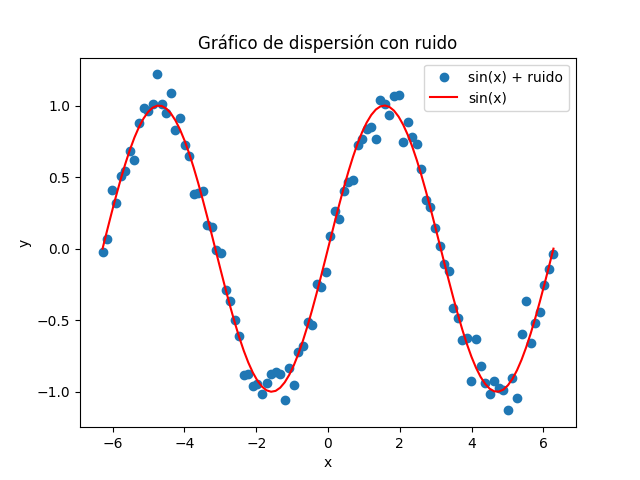 Gráfico de dispersión con ruido
sin(x) + ruido
sin(x)
1.0
0.5
0.0
−0.5
−1.0
y
−6 −4 −2 0 2 4 6
x